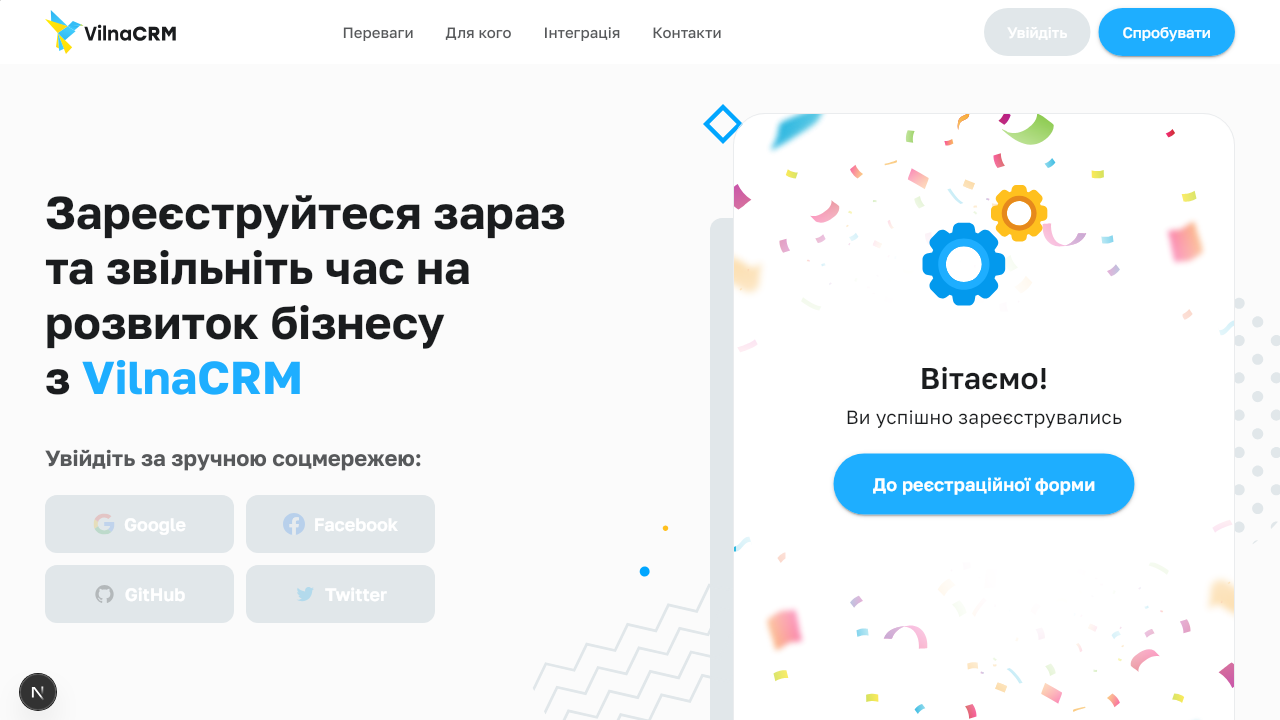 VilnaCRM
Переваги
Для кого
Інтеграція
Контакти
Увійдіть
Спробувати
Зареєструйтеся зараз
та звільніть час на
розвиток бізнесу
з VilnaCRM
Увійдіть за зручною соцмережею:
Google
Facebook
GitHub
Twitter
Вітаємо!
Ви успішно зареєструвались
До реєстраційної форми
N